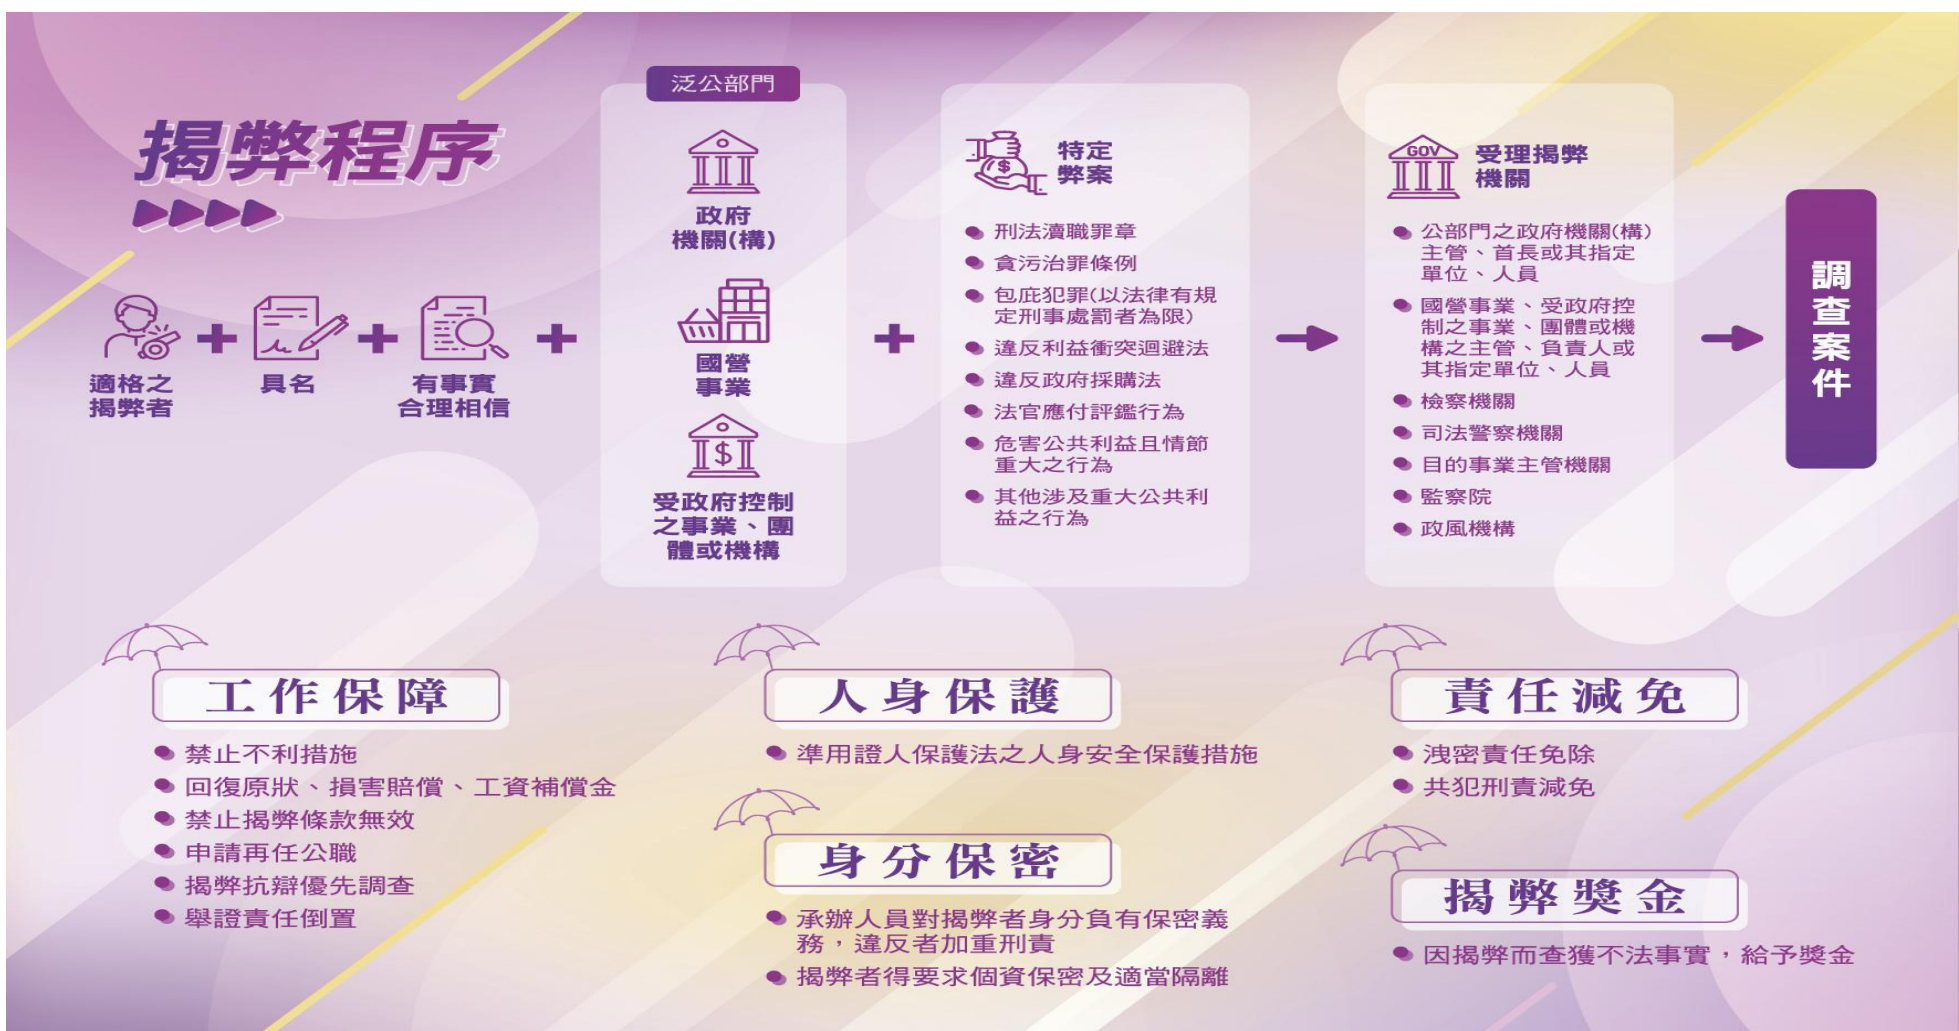 揭弊程序
適格之
揭弊者
具名
有事實
合理相信
泛公部門
政府
機關(構)
國營
事業
受政府控制
之事業、團
體或機構
特定
弊案
刑法瀆職罪章
貪污治罪條例
包庇犯罪(以法律有規
定刑事處罰者為限)
違反利益衝突迴避法
違反政府採購法
法官應付評鑑行為
危害公共利益且情節
重大之行為
其他涉及重大公共利
益之行為
GOV
受理揭弊
機關
公部門之政府機關(構)
主管、首長或其指定
單位、人員
國營事業、受政府控
制之事業、團體或機
構之主管、負責人或
其指定單位、人員
檢察機關
司法警察機關
目的事業主管機關
監察院
政風機構
調查案件
工作保障
禁止不利措施
回復原狀、損害賠償、工資補償金
禁止揭弊條款無效
申請再任公職
揭弊抗辯優先調查
舉證責任倒置
人身保護
準用證人保護法之人身安全保護措施
身分保密
承辦人員對揭弊者身分負有保密義
務，違反者加重刑責
揭弊者得要求個資保密及適當隔離
責任減免
洩密責任免除
共犯刑責減免
揭弊獎金
因揭弊而查獲不法事實，給予獎金